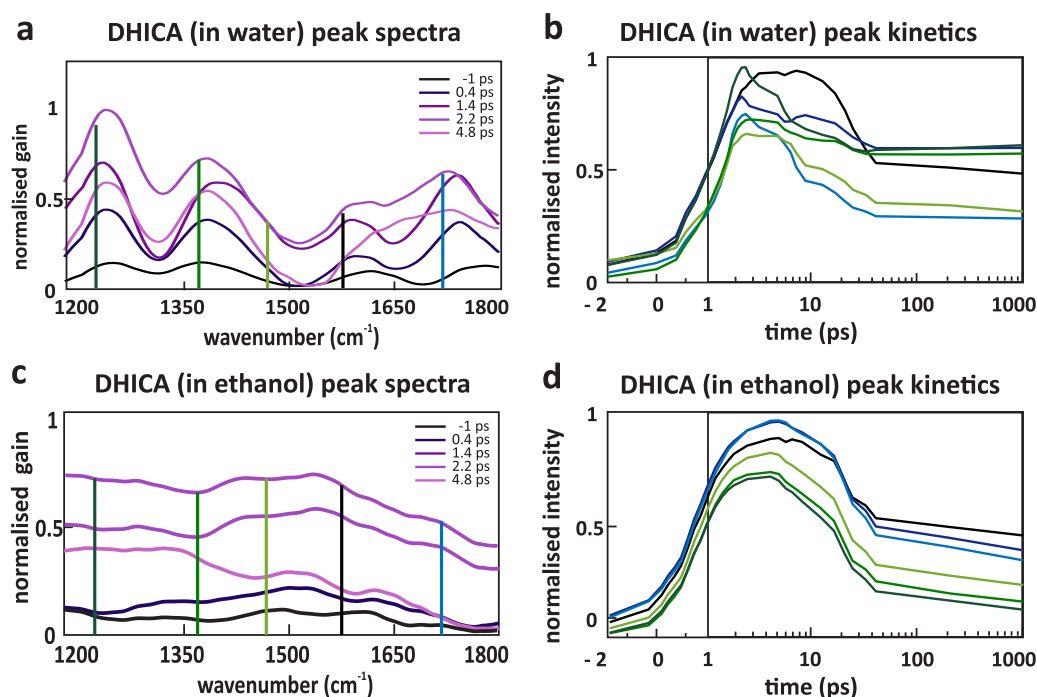 a DHICA (in water) peak spectra
normalised gain
1
0.5
0
-1 ps
0.4 ps
1.4 ps
2.2 ps
4.8 ps
1200 1350 1500 1650 1800
wavenumber (cm⁻¹)
b DHICA (in water) peak kinetics
normalised intensity
1
0.5
0
- 2 0 1 10 100 1000
time (ps)
c DHICA (in ethanol) peak spectra
normalised gain
1
0.5
0
-1 ps
0.4 ps
1.4 ps
2.2 ps
4.8 ps
1200 1350 1500 1650 1800
wavenumber (cm⁻¹)
d DHICA (in ethanol) peak kinetics
normalised intensity
1
0.5
0
- 2 0 1 10 100 1000
time (ps)